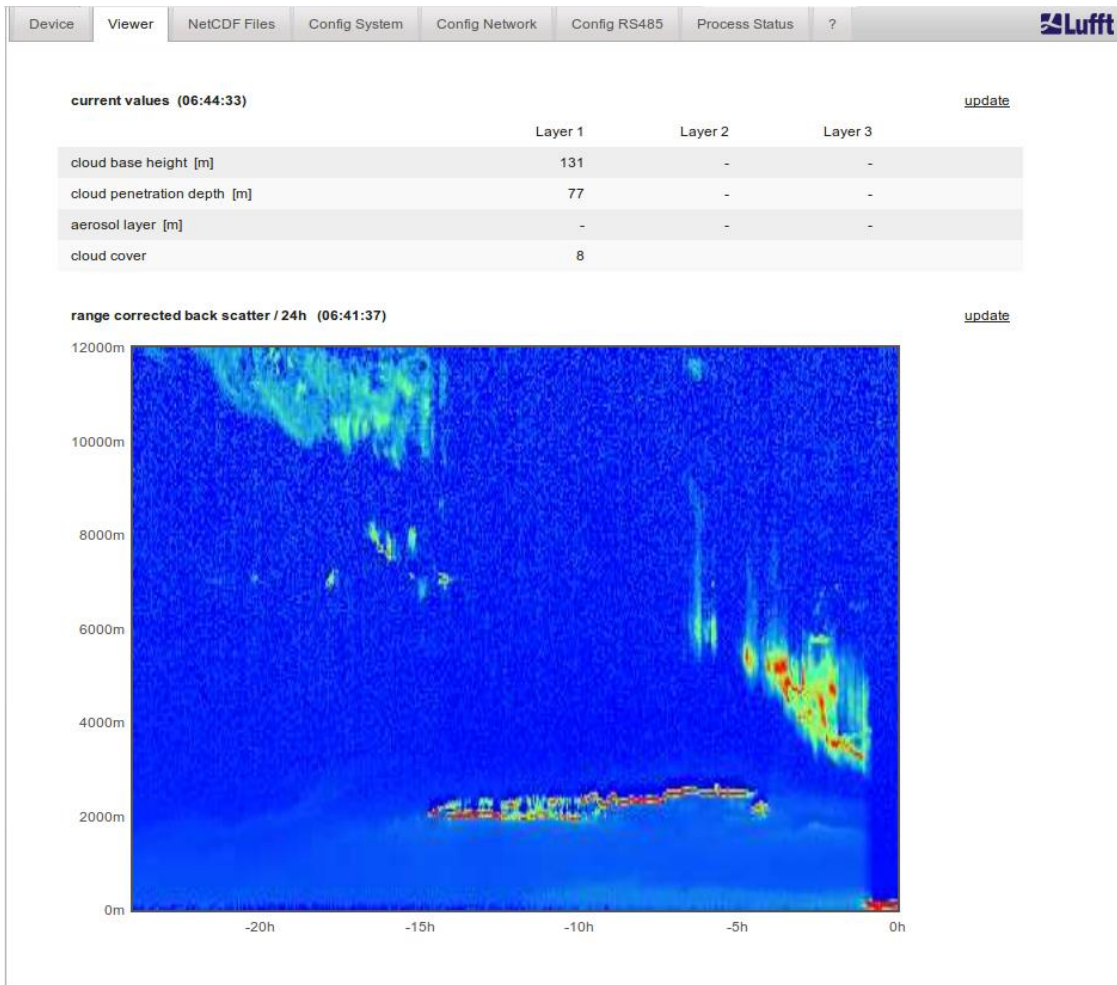 Device Viewer NetCDF Files Config System Config Network Config RS485 Process Status ? Lufft
current values (06:44:33) update
Layer 1 Layer 2 Layer 3
cloud base height [m] 131 - -
cloud penetration depth [m] 77 - -
aerosol layer [m] - - -
cloud cover 8
range corrected back scatter / 24h (06:41:37) update
12000m
10000m
8000m
6000m
4000m
2000m
0m
-20h -15h -10h -5h 0h